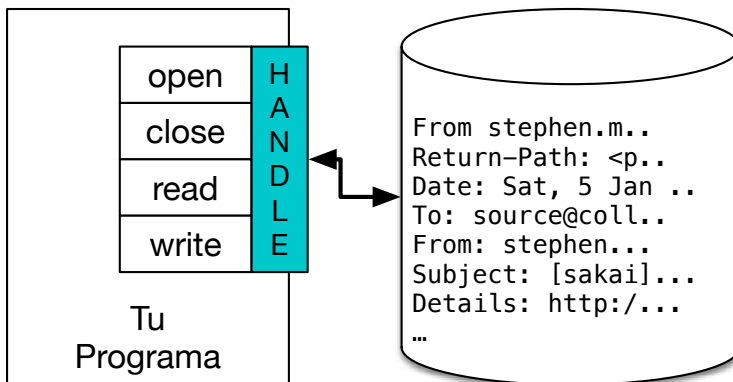 open
close
read
write
HANDLE
Tu
Programa
From stephen.m..
Return-Path: <p..
Date: Sat, 5 Jan ..
To: source@coll..
From: stephen...
Subject: [sakai]...
Details: http:/...
…